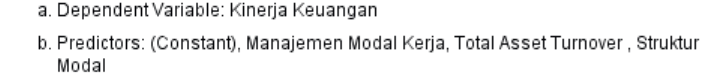 a. Dependent Variable: Kinerja Keuangan
b. Predictors: (Constant), Manajemen Modal Kerja, Total Asset Turnover , Struktur
Modal